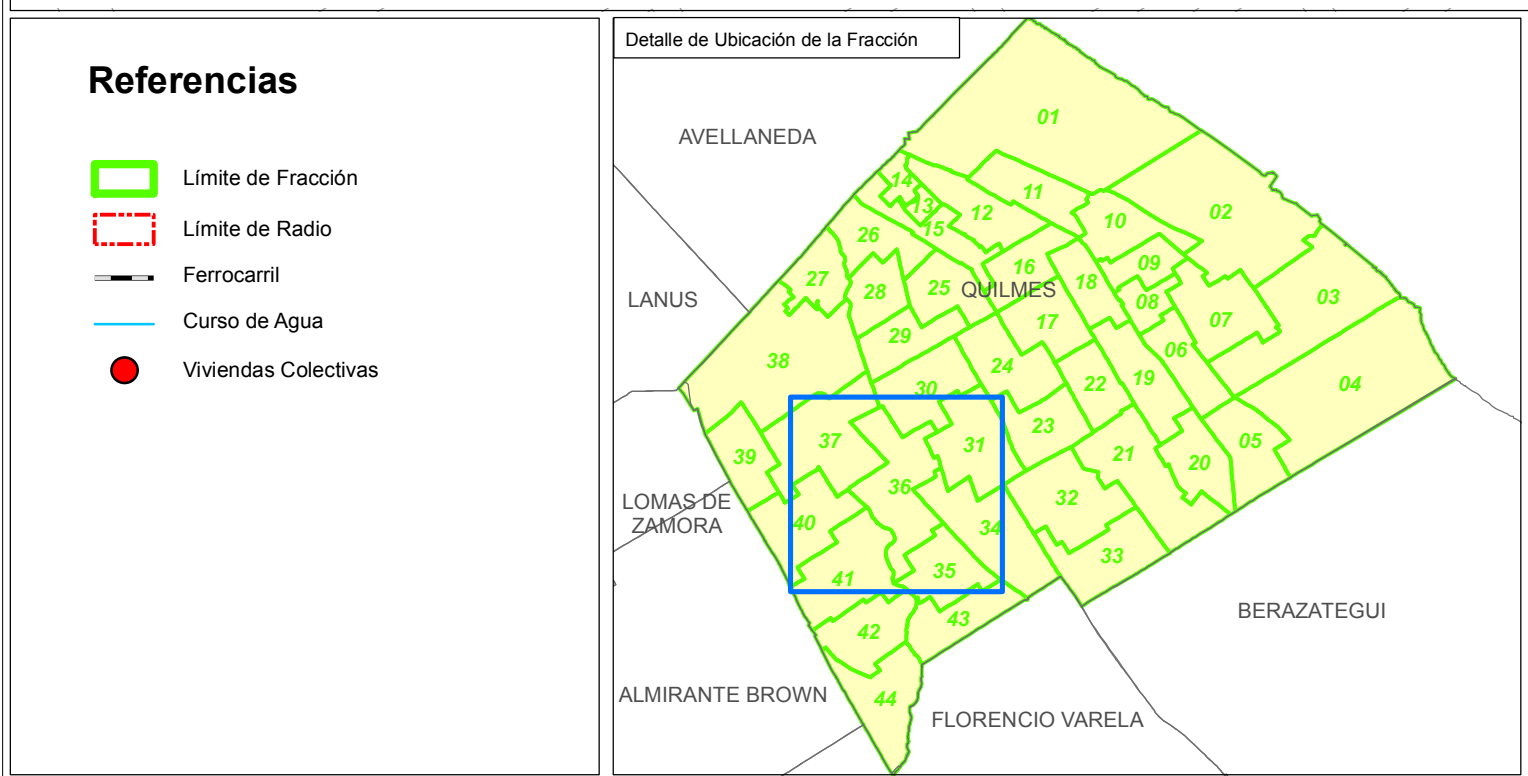 Referencias
Límite de Fracción
Límite de Radio
Ferrocarril
Curso de Agua
Viviendas Colectivas
Detalle de Ubicación de la Fracción
01
AVELLANEDA
14
11
13
12
02
10
15
26
09
16
27
28
25
18
QUILMES
LANUS
08
03
07
17
29
06
38
24
19
22
04
30
23
37
31
05
39
21
20
36
32
LOMAS DE
ZAMORA
40
34
33
35
41
43
BERAZATEGUI
42
ALMIRANTE BROWN
44
FLORENCIO VARELA